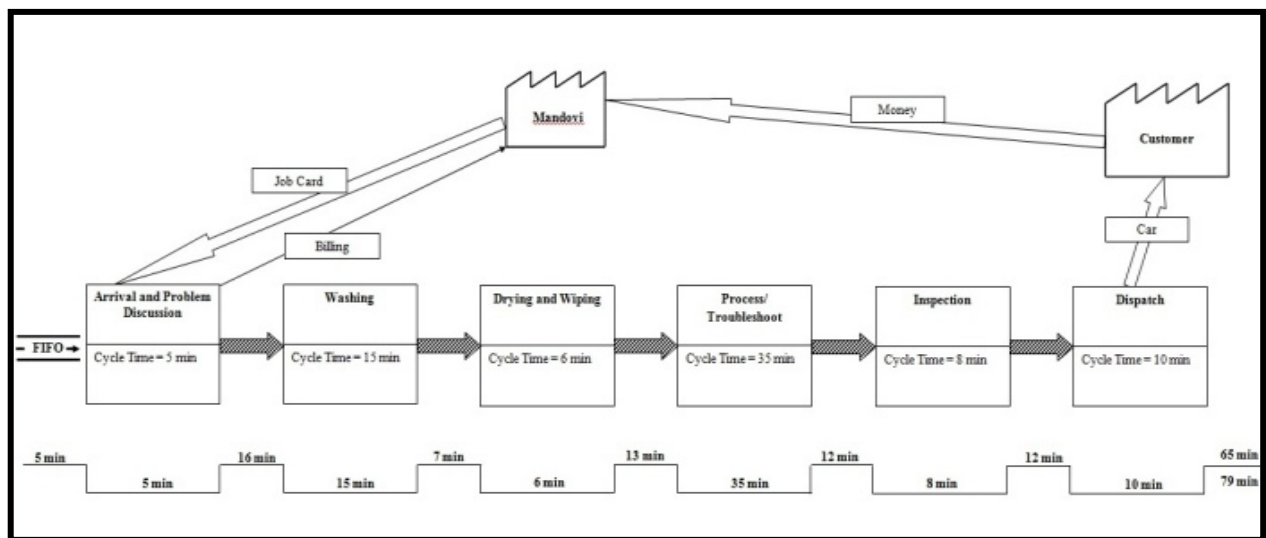 Mandovi
Money
Customer
Job Card
Billing
Car
Arrival and Problem
Discussion
Cycle Time = 5 min
Washing
Cycle Time = 15 min
Drying and Wiping
Cycle Time = 6 min
Process/
Troubleshoot
Cycle Time = 35 min
Inspection
Cycle Time = 8 min
Dispatch
Cycle Time = 10 min
FIFO
5 min
16 min
7 min
13 min
12 min
12 min
65 min
5 min
15 min
6 min
35 min
8 min
10 min
79 min